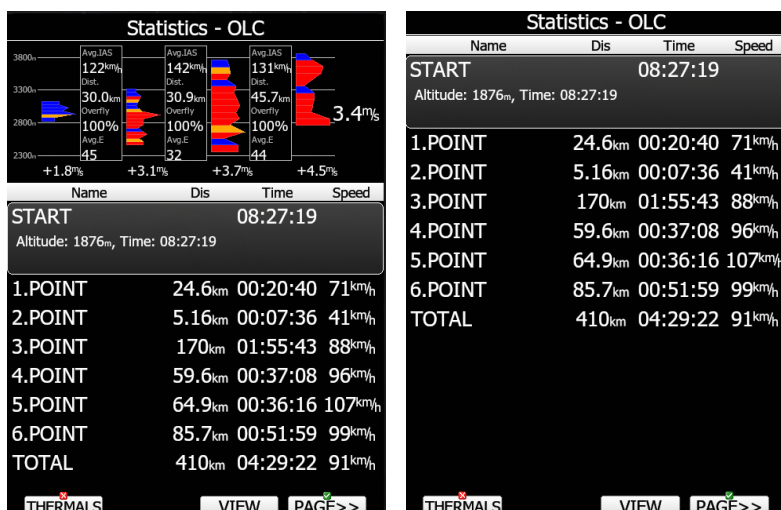 Statistics - OLC
3800m
3300m
2800m
2300m
Avg.IAS
122km/h
Dist.
30.0km
Overfly
100%
Avg.E
45
Avg.IAS
142km/h
Dist.
30.9km
Overfly
100%
Avg.E
32
Avg.IAS
131km/h
Dist.
45.7km
Overfly
100%
Avg.E
44
3.4m/s
+1.8m/s +3.1m/s +3.7m/s +4.5m/s
Name Dis Time Speed
START 08:27:19
Altitude: 1876m, Time: 08:27:19
1.POINT 24.6km 00:20:40 71km/h
2.POINT 5.16km 00:07:36 41km/h
3.POINT 170km 01:55:43 88km/h
4.POINT 59.6km 00:37:08 96km/h
5.POINT 64.9km 00:36:16 107km/h
6.POINT 85.7km 00:51:59 99km/h
TOTAL 410km 04:29:22 91km/h
THERMALS VIEW PAGE>>
Statistics - OLC
Name Dis Time Speed
START 08:27:19
Altitude: 1876m, Time: 08:27:19
1.POINT 24.6km 00:20:40 71km/h
2.POINT 5.16km 00:07:36 41km/h
3.POINT 170km 01:55:43 88km/h
4.POINT 59.6km 00:37:08 96km/h
5.POINT 64.9km 00:36:16 107km/h
6.POINT 85.7km 00:51:59 99km/h
TOTAL 410km 04:29:22 91km/h
THERMALS VIEW PAGE>>